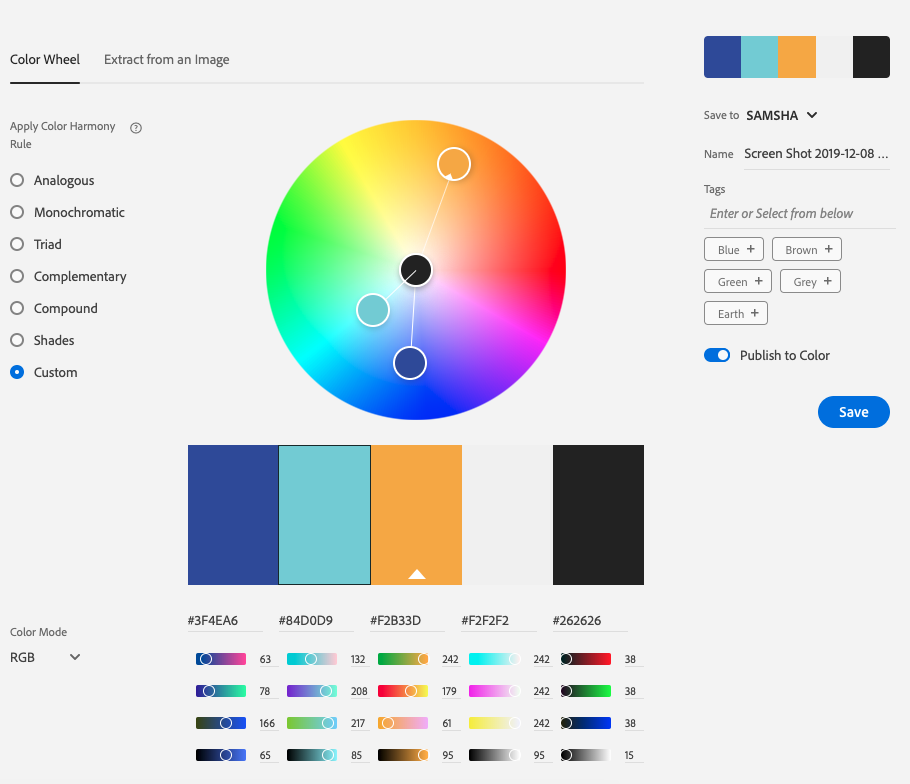 Color Wheel
Extract from an Image
Apply Color Harmony
Rule
?
Analogous
Monochromatic
Triad
Complementary
Compound
Shades
Custom
Save to SAMSHA
Name Screen Shot 2019-12-08 ...
Tags
Enter or Select from below
Blue +
Brown +
Green +
Grey +
Earth +
Publish to Color
Save
Color Mode
RGB
#3F4EA6 #84D0D9 #F2B33D #F2F2F2 #262626
63 132 242 242 38
78 208 179 242 38
166 217 61 242 38
65 85 95 95 15